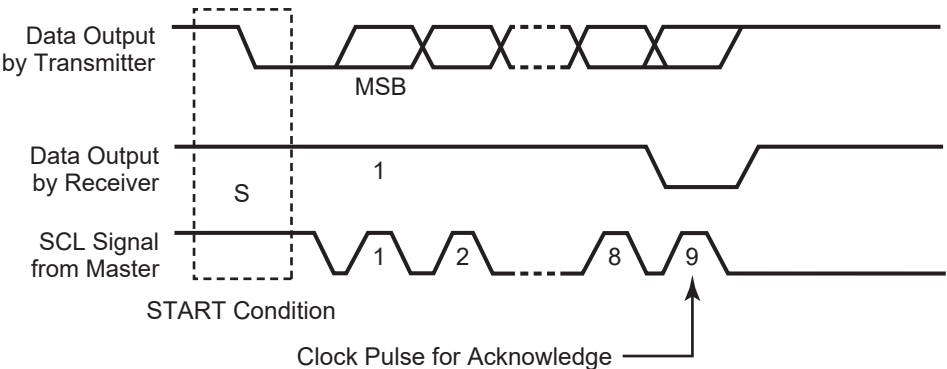 Data Output
by Transmitter
MSB
Data Output
by Receiver
1
S
SCL Signal
from Master
1 2 8 9
START Condition
Clock Pulse for Acknowledge